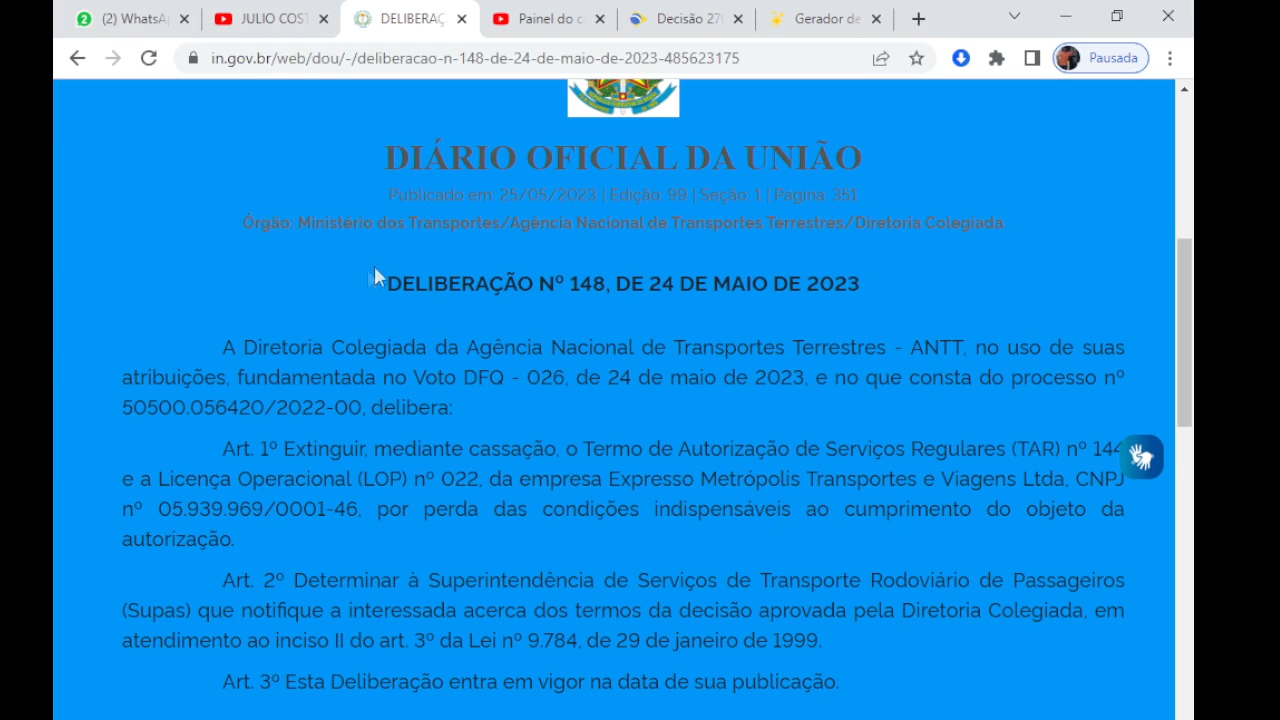 (2) WhatsA
JULIO COS
DELIBERAÇ
Painel do c
Decisão 27
Gerador de
in.gov.br/web/dou/-/deliberacao-n-148-de-24-de-maio-de-2023-485623175
Pausada
DIÁRIO OFICIAL DA UNIÃO
Publicado em: 25/05/2023 | Edição: 99 | Seção: 1 | Página: 351
Órgão: Ministério dos Transportes/Agência Nacional de Transportes Terrestres/Diretoria Colegiada
DELIBERAÇÃO Nº 148, DE 24 DE MAIO DE 2023
A Diretoria Colegiada da Agência Nacional de Transportes Terrestres - ANTT, no uso de suas
atribuições, fundamentada no Voto DFQ - 026, de 24 de maio de 2023, e no que consta do processo nº
50500.056420/2022-00, delibera:
Art. 1º Extinguir, mediante cassação, o Termo de Autorização de Serviços Regulares (TAR) nº 144
e a Licença Operacional (LOP) nº 022, da empresa Expresso Metrópolis Transportes e Viagens Ltda, CNPJ
nº 05.939.969/0001-46, por perda das condições indispensáveis ao cumprimento do objeto da
autorização.
Art. 2º Determinar à Superintendência de Serviços de Transporte Rodoviário de Passageiros
(Supas) que notifique a interessada acerca dos termos da decisão aprovada pela Diretoria Colegiada, em
atendimento ao inciso II do art. 3º da Lei nº 9.784, de 29 de janeiro de 1999.
Art. 3º Esta Deliberação entra em vigor na data de sua publicação.